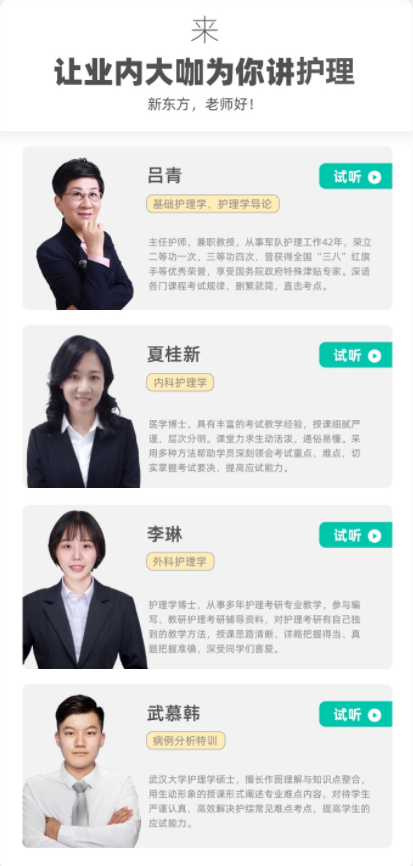 来
让业内大咖为你讲护理
新东方，老师好！
吕青
试听
基础护理学、护理学导论
主任护师，兼职教授，从事军队护理工作42年，荣立
二等功一次，三等功四次，曾获得全国“三八”红旗
手等优秀荣誉，享受国务院政府特殊津贴专家。深谙
各门课程考试规律，删繁就简，直击考点。
夏桂新
试听
内科护理学
医学博士，具有丰富的考试教学经验，授课细腻严
谨，层次分明。课堂力求生动活泼，通俗易懂。采
用多种方法帮助学员深刻领会考试重点、难点，切
实掌握考试要决，提高应试能力。
李琳
试听
外科护理学
护理学博士，从事多年护理考研专业教学，参与编
写、教研护理考研辅导资料，对护理考研有自己独
到的教学方法，授课思路清晰、详略把握得当、真
题把握准确，深受同学们喜爱。
武慕韩
试听
病例分析特训
武汉大学护理学硕士，擅长作图理解与知识点整合，
用生动形象的授课形式阐述专业难点内容，对待学生
严谨认真，高效解决护综常见难点考点，提高学生的
应试能力。